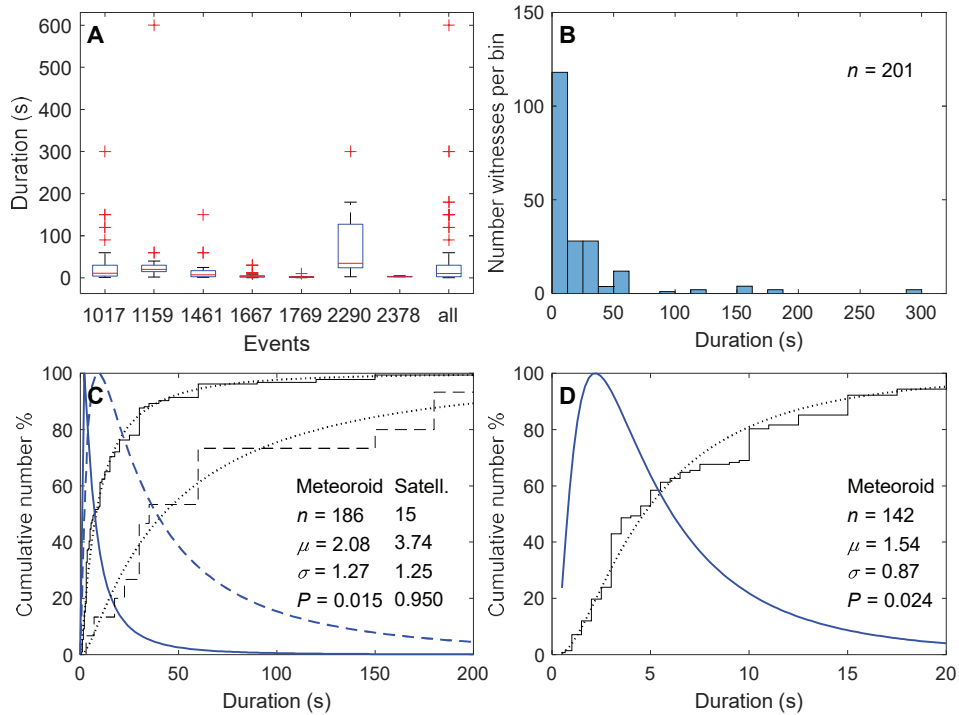 A
Duration (s)
600
500
400
300
200
100
0
1017 1159 1461 1667 1769 2290 2378 all
Events
B
n = 201
Number witnesses per bin
150
100
50
0
0 50 100 150 200 250 300
Duration (s)
C
Cumulative number %
100
80
60
40
20
0
Meteoroid Satell.
n = 186 15
μ = 2.08 3.74
σ = 1.27 1.25
P = 0.015 0.950
0 50 100 150 200
Duration (s)
D
Cumulative number %
100
80
60
40
20
0
Meteoroid
n = 142
μ = 1.54
σ = 0.87
P = 0.024
0 5 10 15 20
Duration (s)